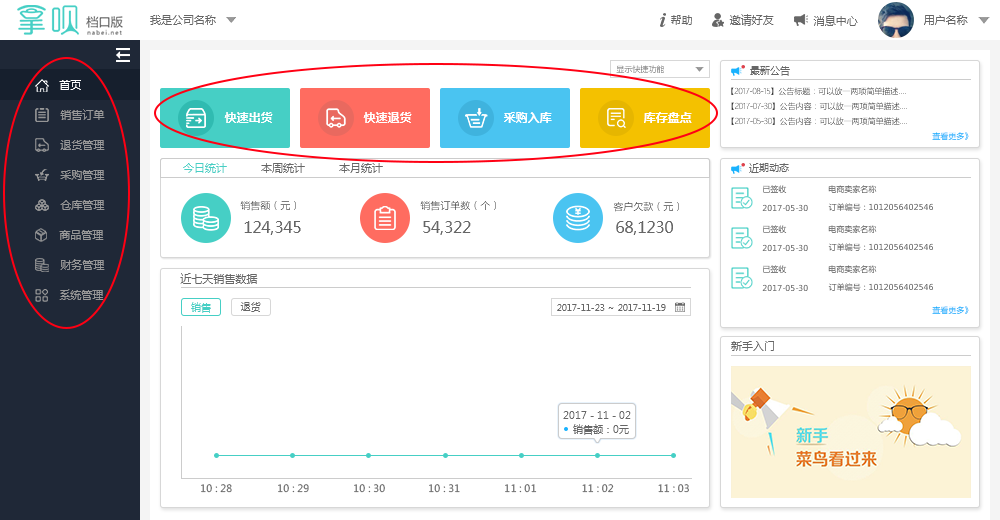 拿呗 档口版
nabei.net
我是公司名称
帮助
邀请好友
消息中心
用户名称
首页
销售订单
退货管理
采购管理
仓库管理
商品管理
财务管理
系统管理
显示快捷功能
快速出货
快速退货
采购入库
库存盘点
今日统计
本周统计
本月统计
销售额（元）
124,345
销售订单数（个）
54,322
客户欠款（元）
68,1230
近七天销售数据
销售
退货
2017-11-23 ~ 2017-11-19
2017 - 11 - 02
销售额：0元
10 : 28
10 : 29
10 : 30
10 : 31
11 : 01
11 : 02
11 : 03
最新公告
【2017-08-15】公告标题：可以放一两项简单描述....
【2017-07-30】公告内容：可以放一两项简单描述....
【2017-05-30】公告内容：可以放一两项简单描述....
查看更多》
近期动态
已签收
电商卖家名称
2017-05-30
订单编号：1012056402546
已签收
电商卖家名称
2017-05-30
订单编号：1012056402546
已签收
电商卖家名称
2017-05-30
订单编号：1012056402546
查看更多》
新手入门
新手
菜鸟看过来